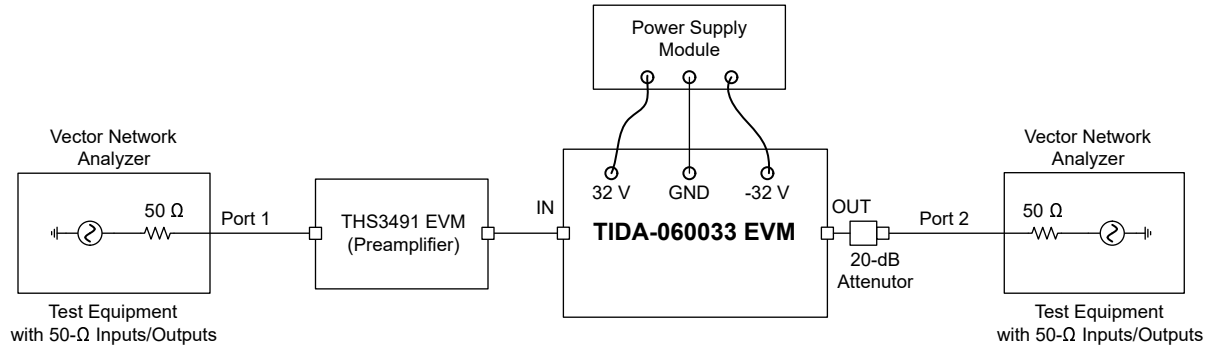 Power Supply
Module
Vector Network
Analyzer
50 Ω
Port 1
Test Equipment
with 50-Ω Inputs/Outputs
THS3491 EVM
(Preamplifier)
IN
32 V
GND
-32 V
TIDA-060033 EVM
OUT
20-dB
Attenutor
Port 2
Vector Network
Analyzer
50 Ω
Test Equipment
with 50-Ω Inputs/Outputs